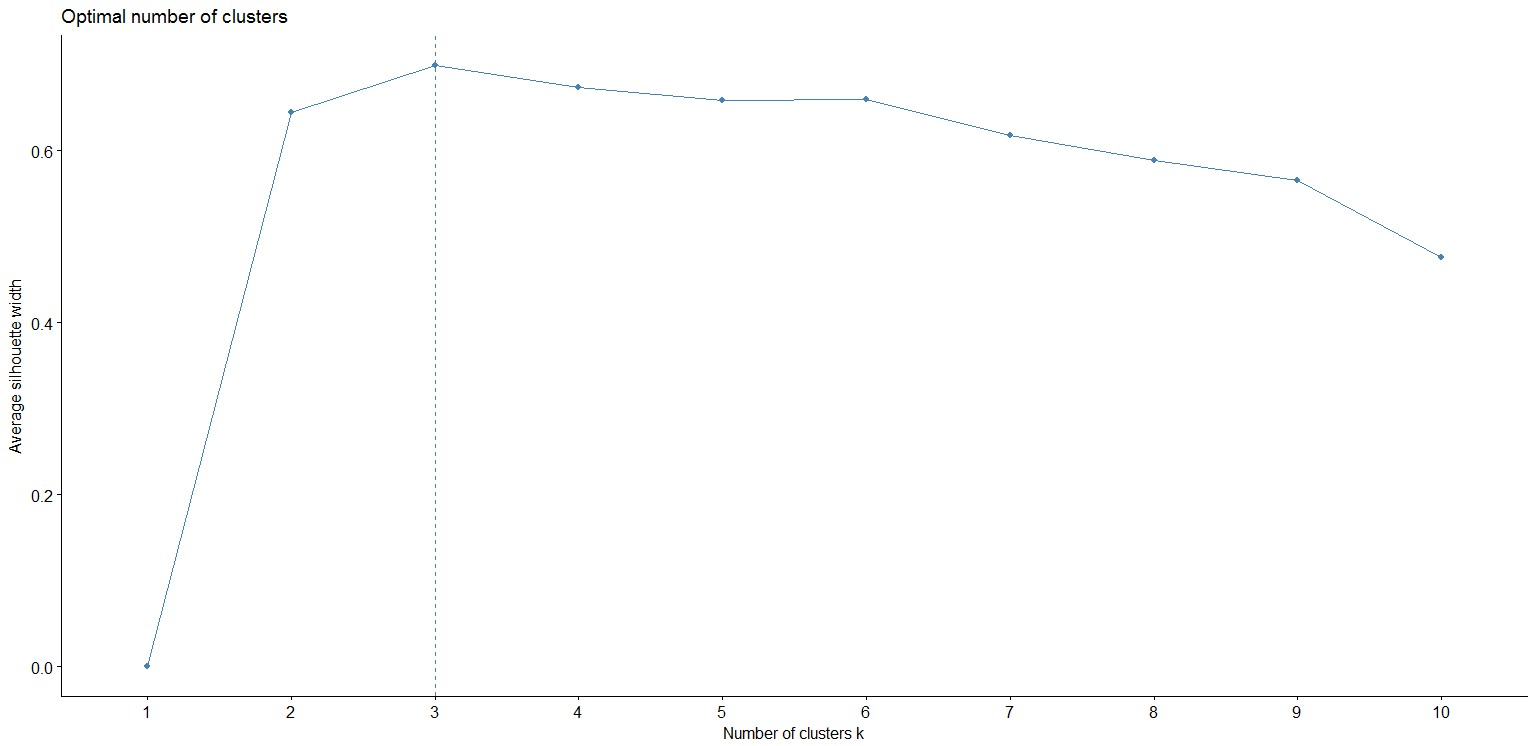 Optimal number of clusters
Average silhouette width
0.6
0.4
0.2
0.0
1 2 3 4 5 6 7 8 9 10
Number of clusters k